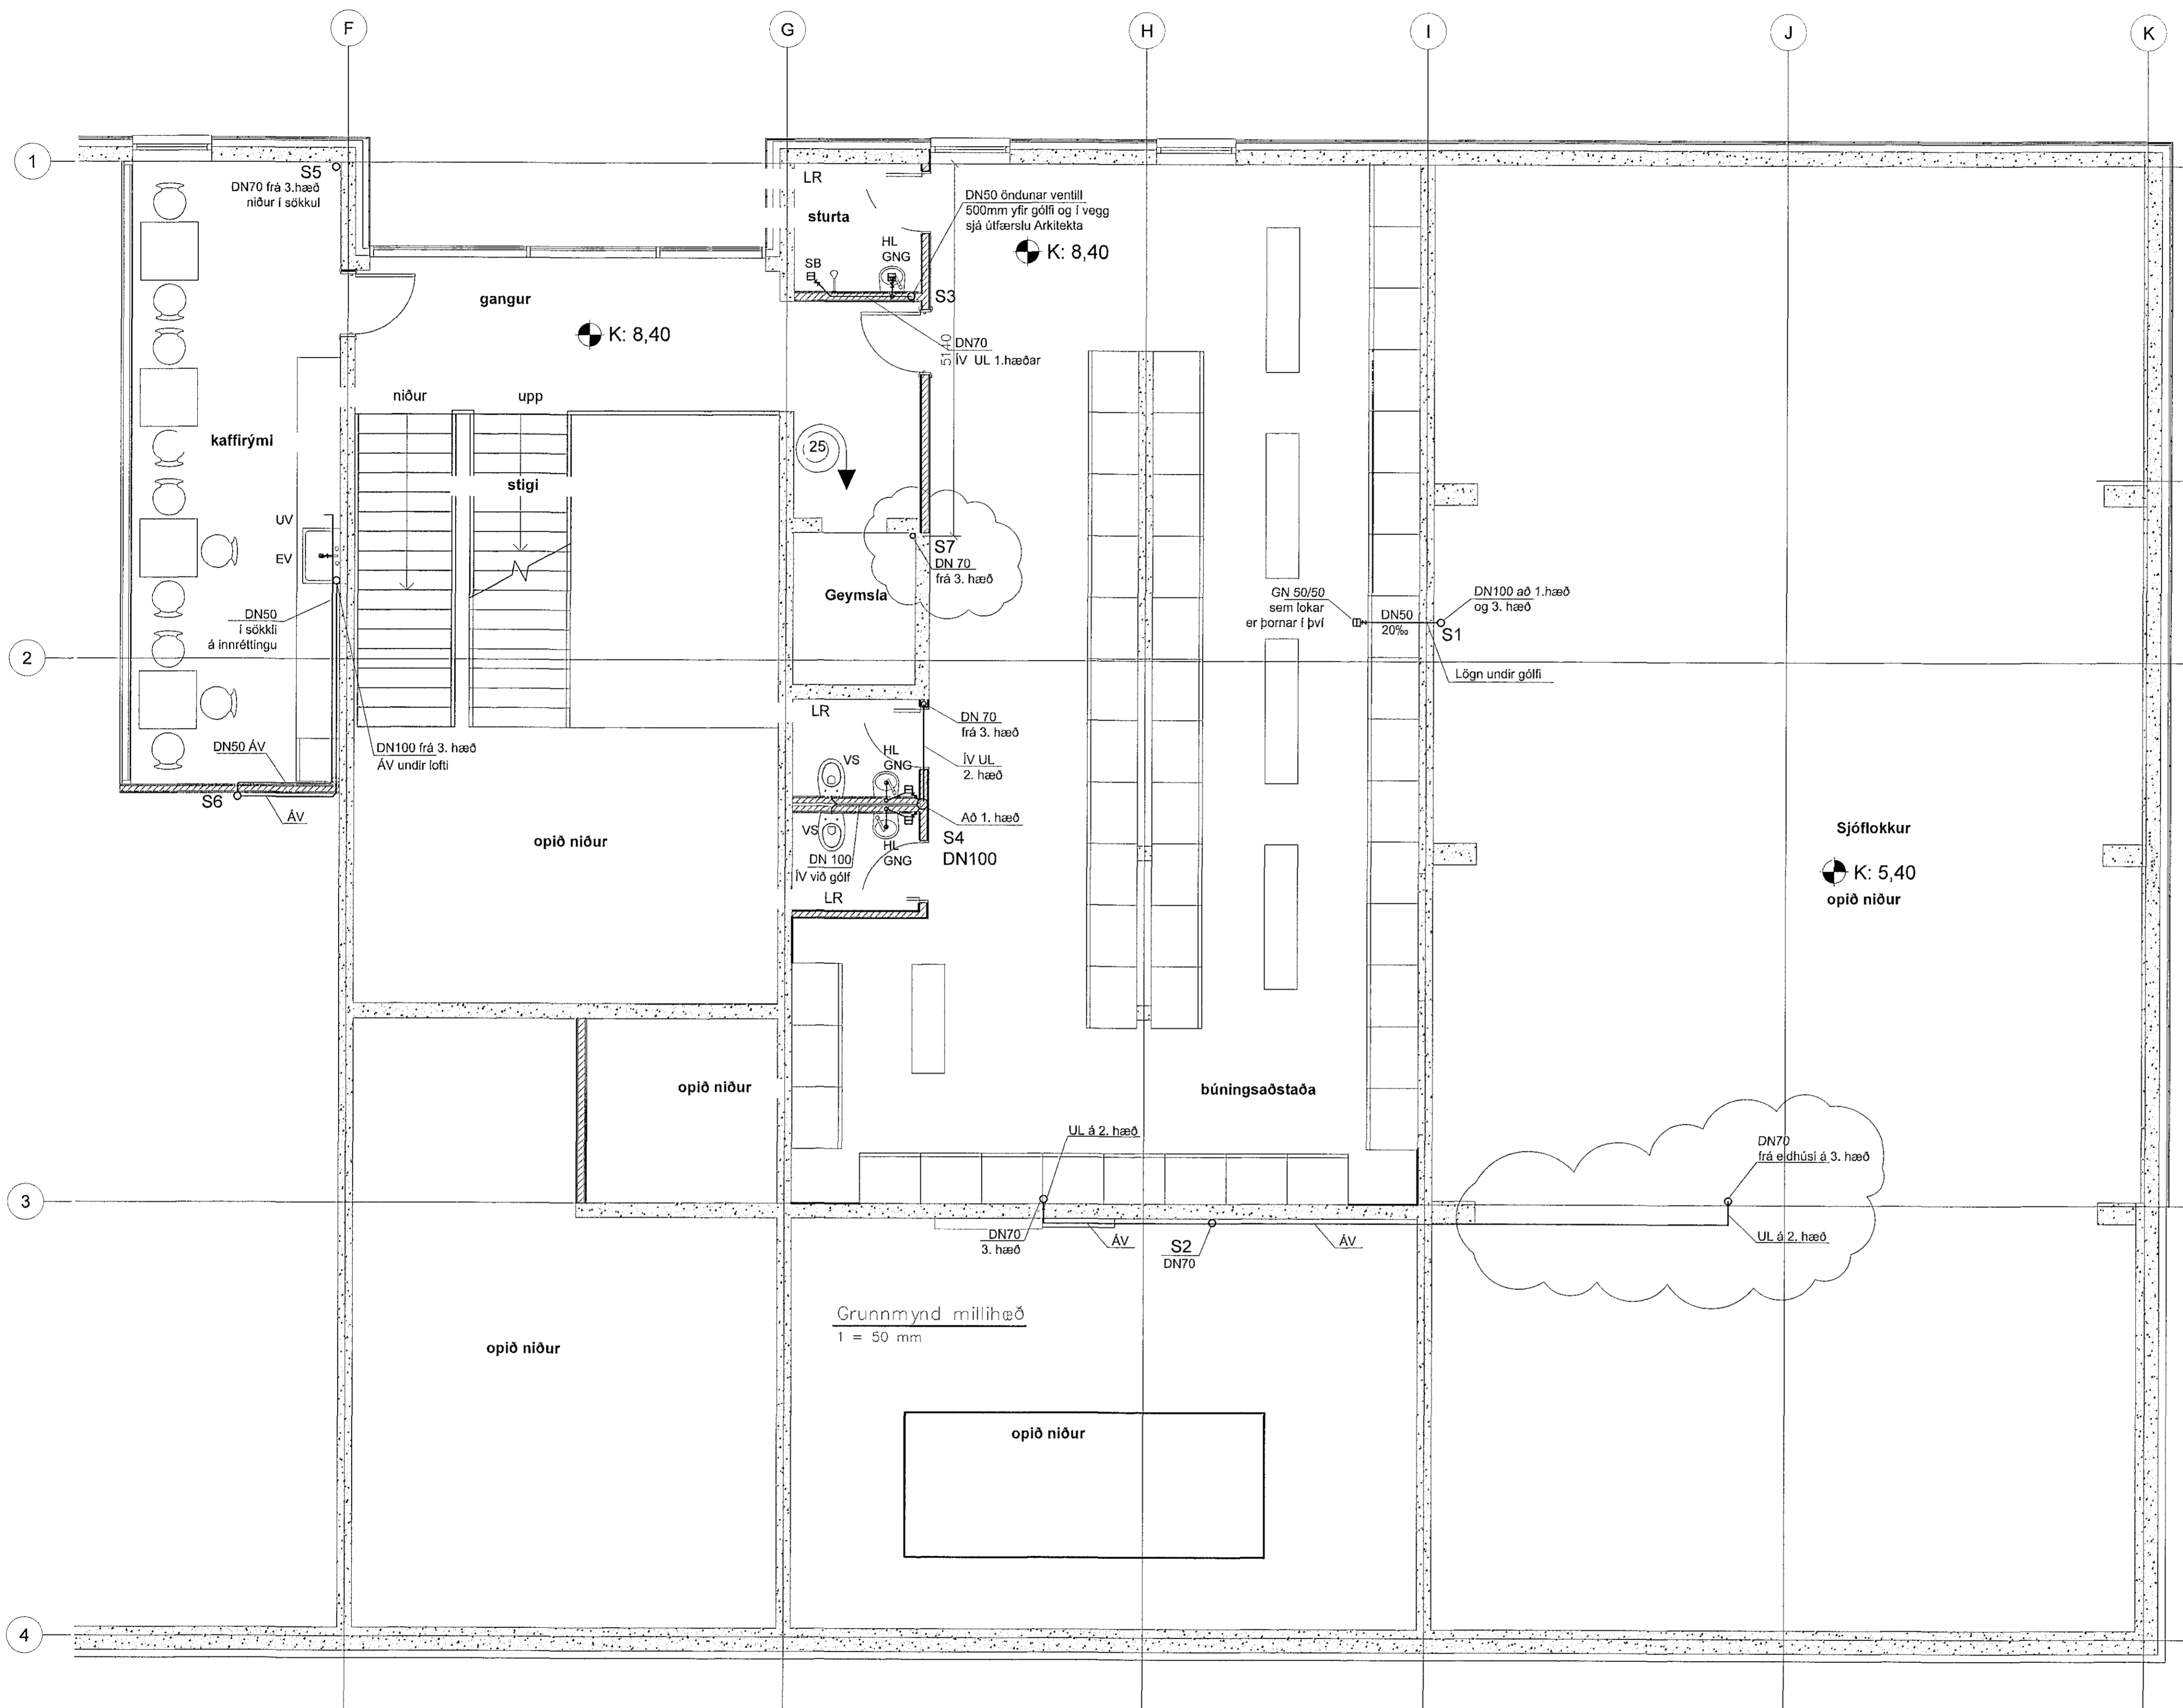 F
G
H
I
J
K
1
S5
DN70 frá 3.hæð
niður í sökkul
LR
sturta
DN50 öndunar ventill
500mm yfir gólfi og í vegg
sjá útfærslu Arkitekta
K: 8,40
HL
GNG
SB
S3
gangur
K: 8,40
DN70
ÍV UL 1.hæðar
5140
niður
upp
kaffirými
25
stigi
UV
EV
S7
DN 70
frá 3. hæð
Geymsla
GN 50/50
sem lokar
er þornar í því
DN50
20‰
DN100 að 1.hæð
og 3. hæð
S1
Lögn undir gólfi
DN50
í sökkli
á innréttingu
2
LR
DN 70
frá 3. hæð
DN50 ÁV
DN100 frá 3. hæð
ÁV undir lofti
VS
HL
GNG
ÍV UL
2. hæð
S6
ÁV
Að 1. hæð
VS
HL
GNG
S4
DN100
DN 100
ÍV við gólf
LR
opið niður
Sjóflokkur
K: 5,40
opið niður
opið niður
búningsaðstaða
UL á 2. hæð
DN70
frá eldhúsi á 3. hæð
3
DN70
3. hæð
ÁV
S2
DN70
ÁV
UL á 2. hæð
Grunnmynd millihæð
1 = 50 mm
opið niður
opið niður
4